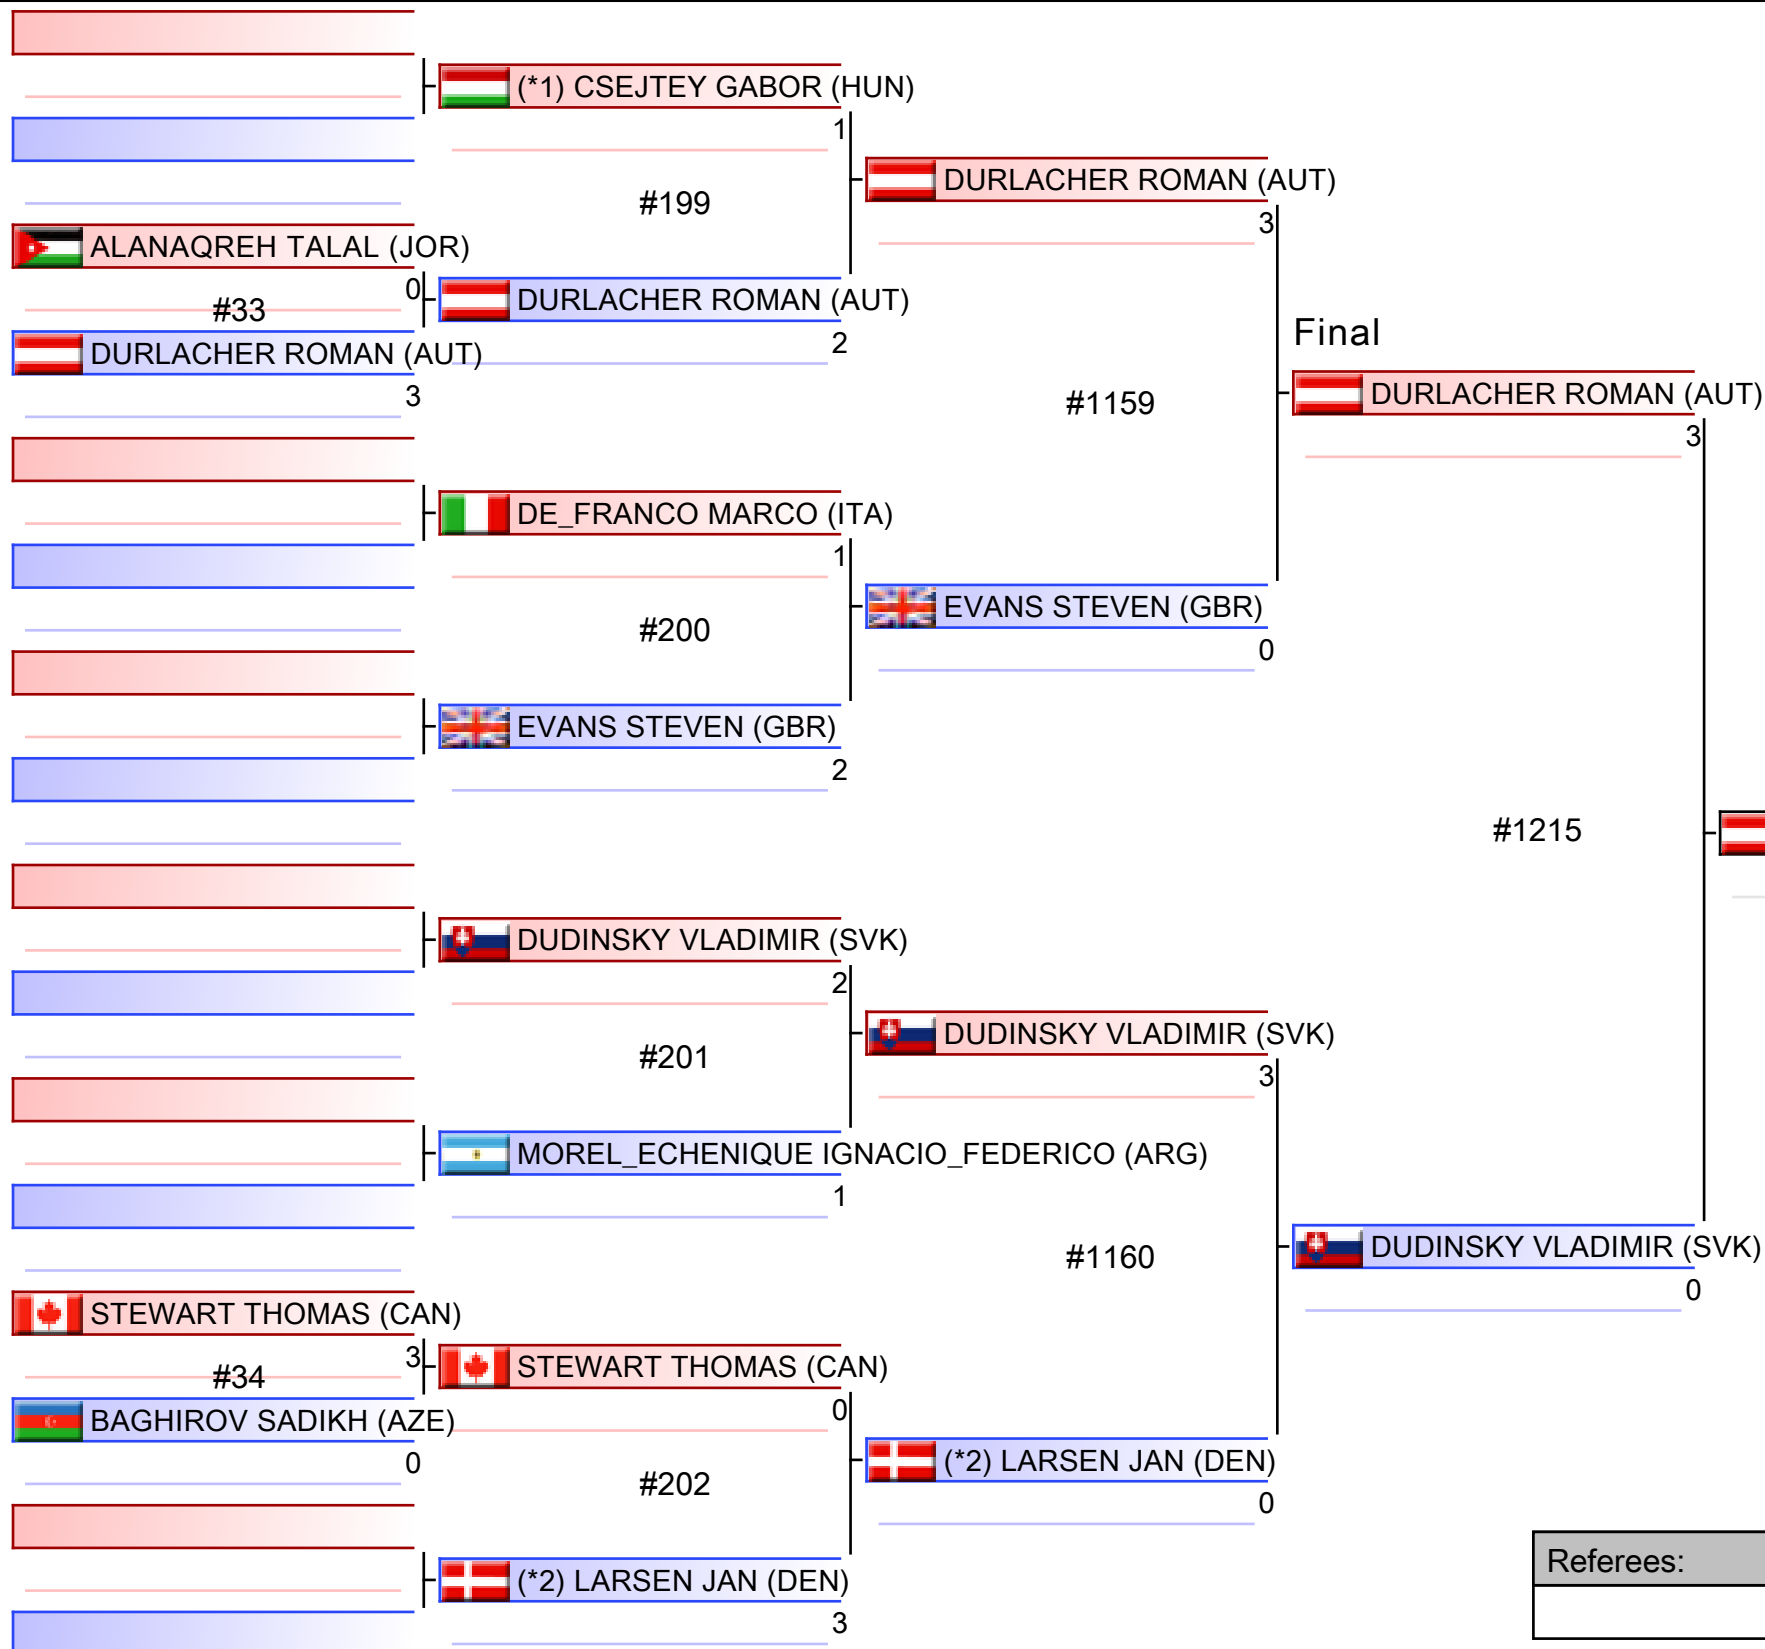 (*1) CSEJTEY GABOR (HUN)
1
DURLACHER ROMAN (AUT)
3
#199
ALANAQREH TALAL (JOR)
0
#33
DURLACHER ROMAN (AUT)
2
DURLACHER ROMAN (AUT)
3
Final
DURLACHER ROMAN (AUT)
3
#1159
DE_FRANCO MARCO (ITA)
1
EVANS STEVEN (GBR)
0
#200
EVANS STEVEN (GBR)
2
#1215
DUDINSKY VLADIMIR (SVK)
2
DUDINSKY VLADIMIR (SVK)
3
#201
MOREL_ECHENIQUE IGNACIO_FEDERICO (ARG)
1
#1160
DUDINSKY VLADIMIR (SVK)
0
STEWART THOMAS (CAN)
3
#34
STEWART THOMAS (CAN)
0
BAGHIROV SADIKH (AZE)
0
(*2) LARSEN JAN (DEN)
0
#202
(*2) LARSEN JAN (DEN)
3
Referees: